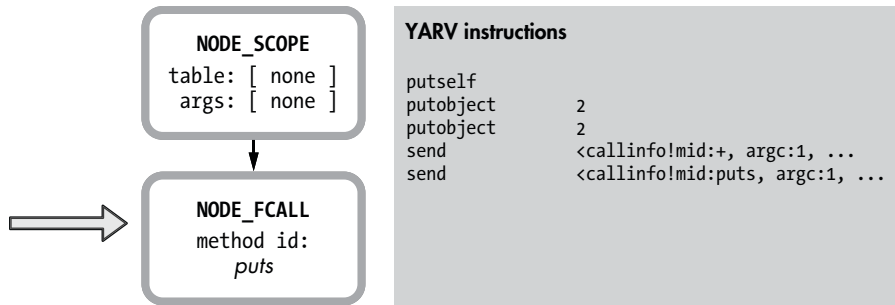 NODE_SCOPE
table: [ none ]
args: [ none ]
NODE_FCALL
method id:
puts
YARV instructions
putself
putobject 2
putobject 2
send <callinfo!mid:+, argc:1, ...
send <callinfo!mid:puts, argc:1, ...